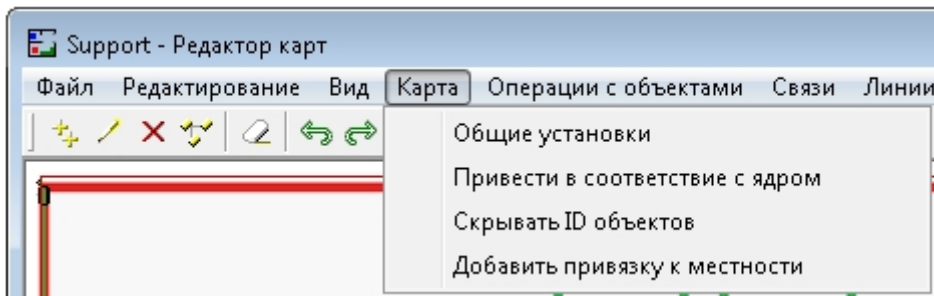 Support - Редактор карт
Файл Редактирование Вид Карта Операции с объектами Связи Линии
Общие установки
Привести в соответствие с ядром
Скрывать ID объектов
Добавить привязку к местности